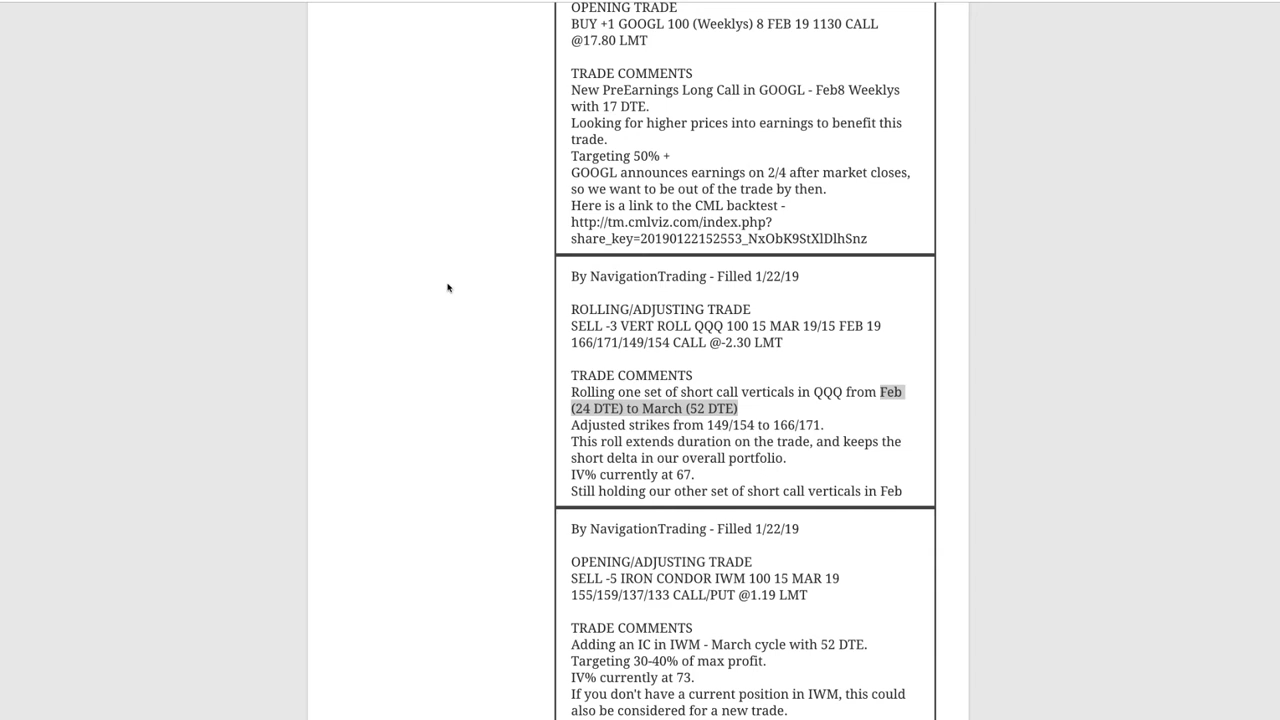 OPENING TRADE
BUY +1 GOOGL 100 (Weeklys) 8 FEB 19 1130 CALL
@17.80 LMT
TRADE COMMENTS
New PreEarnings Long Call in GOOGL - Feb8 Weeklys
with 17 DTE.
Looking for higher prices into earnings to benefit this
trade.
Targeting 50% +
GOOGL announces earnings on 2/4 after market closes,
so we want to be out of the trade by then.
Here is a link to the CML backtest -
http://tm.cmlviz.com/index.php?
share_key=20190122152553_NxObK9StXlDlhSnz
By NavigationTrading - Filled 1/22/19
ROLLING/ADJUSTING TRADE
SELL -3 VERT ROLL QQQ 100 15 MAR 19/15 FEB 19
166/171/149/154 CALL @-2.30 LMT
TRADE COMMENTS
Rolling one set of short call verticals in QQQ from Feb
(24 DTE) to March (52 DTE)
Adjusted strikes from 149/154 to 166/171.
This roll extends duration on the trade, and keeps the
short delta in our overall portfolio.
IV% currently at 67.
Still holding our other set of short call verticals in Feb
By NavigationTrading - Filled 1/22/19
OPENING/ADJUSTING TRADE
SELL -5 IRON CONDOR IWM 100 15 MAR 19
155/159/137/133 CALL/PUT @1.19 LMT
TRADE COMMENTS
Adding an IC in IWM - March cycle with 52 DTE.
Targeting 30-40% of max profit.
IV% currently at 73.
If you don't have a current position in IWM, this could
also be considered for a new trade.